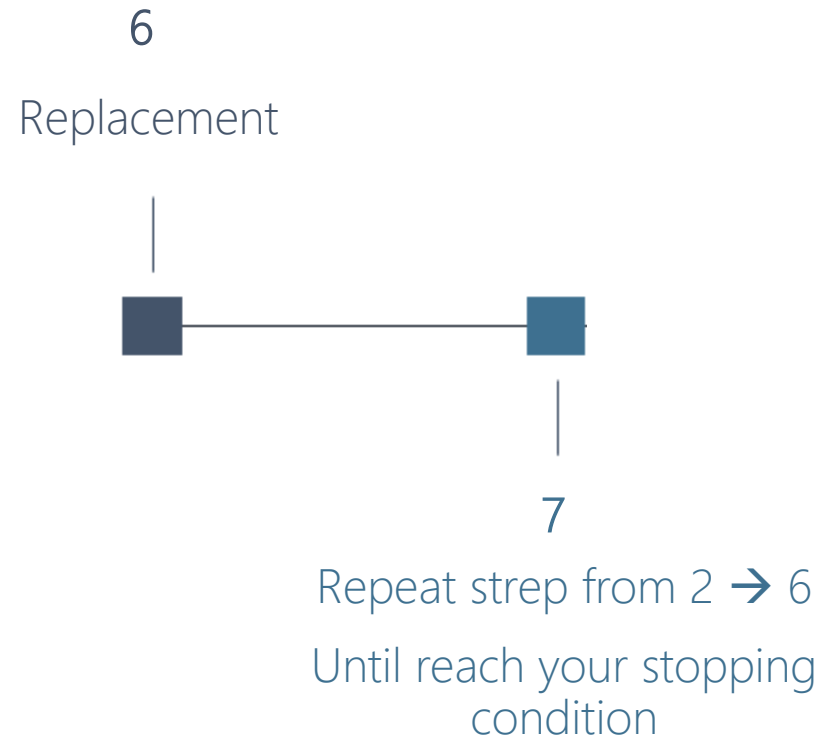 6
Replacement
7
Repeat strep from 2 → 6
Until reach your stopping
condition